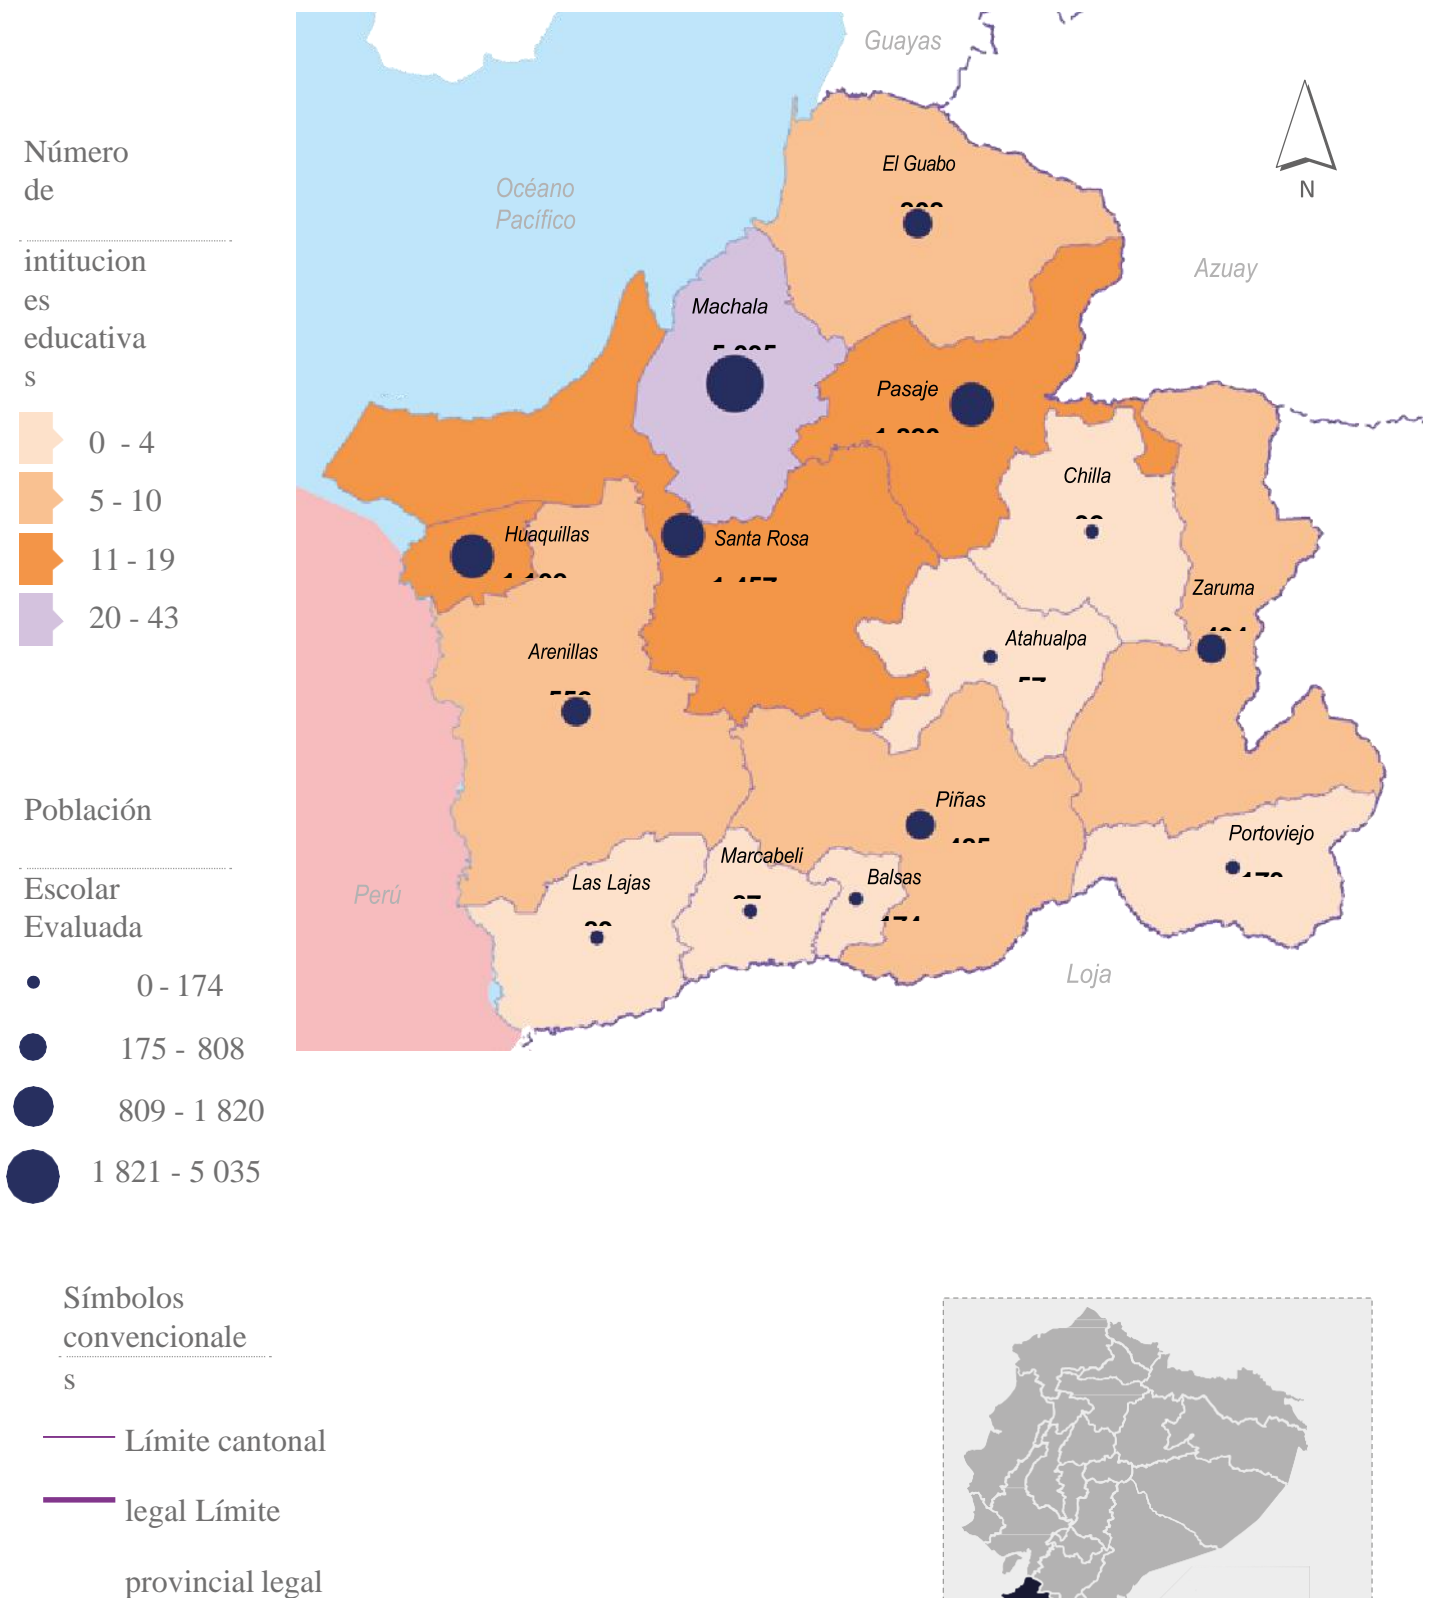 Guayas
Número
de
El Guabo
N
Océano
Pacífico
intitucion
es
educativa
s
Azuay
Machala
Pasaje
0 - 4
5 - 10
11 - 19
20 - 43
Chilla
Huaquillas
Santa Rosa
Zaruma
Atahualpa
Arenillas
Piñas
Población
Portoviejo
Marcabeli
Balsas
Las Lajas
Perú
Escolar
Evaluada
Loja
0 - 174
175 - 808
809 - 1 820
1 821 - 5 035
Símbolos
convencionale
s
Límite cantonal
legal Límite
provincial legal